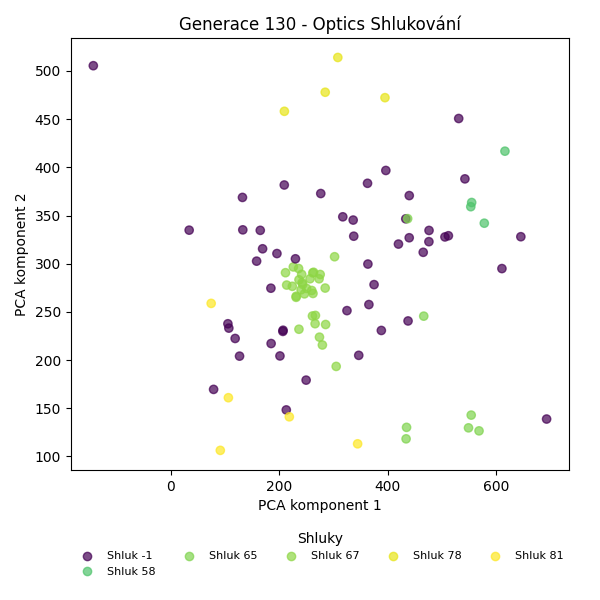 Generace 130 - Optics Shlukování
500
450
400
350
300
250
200
150
100
PCA komponent 2
0 200 400 600
PCA komponent 1
Shluky
Shluk -1 Shluk 65 Shluk 67 Shluk 78 Shluk 81
Shluk 58